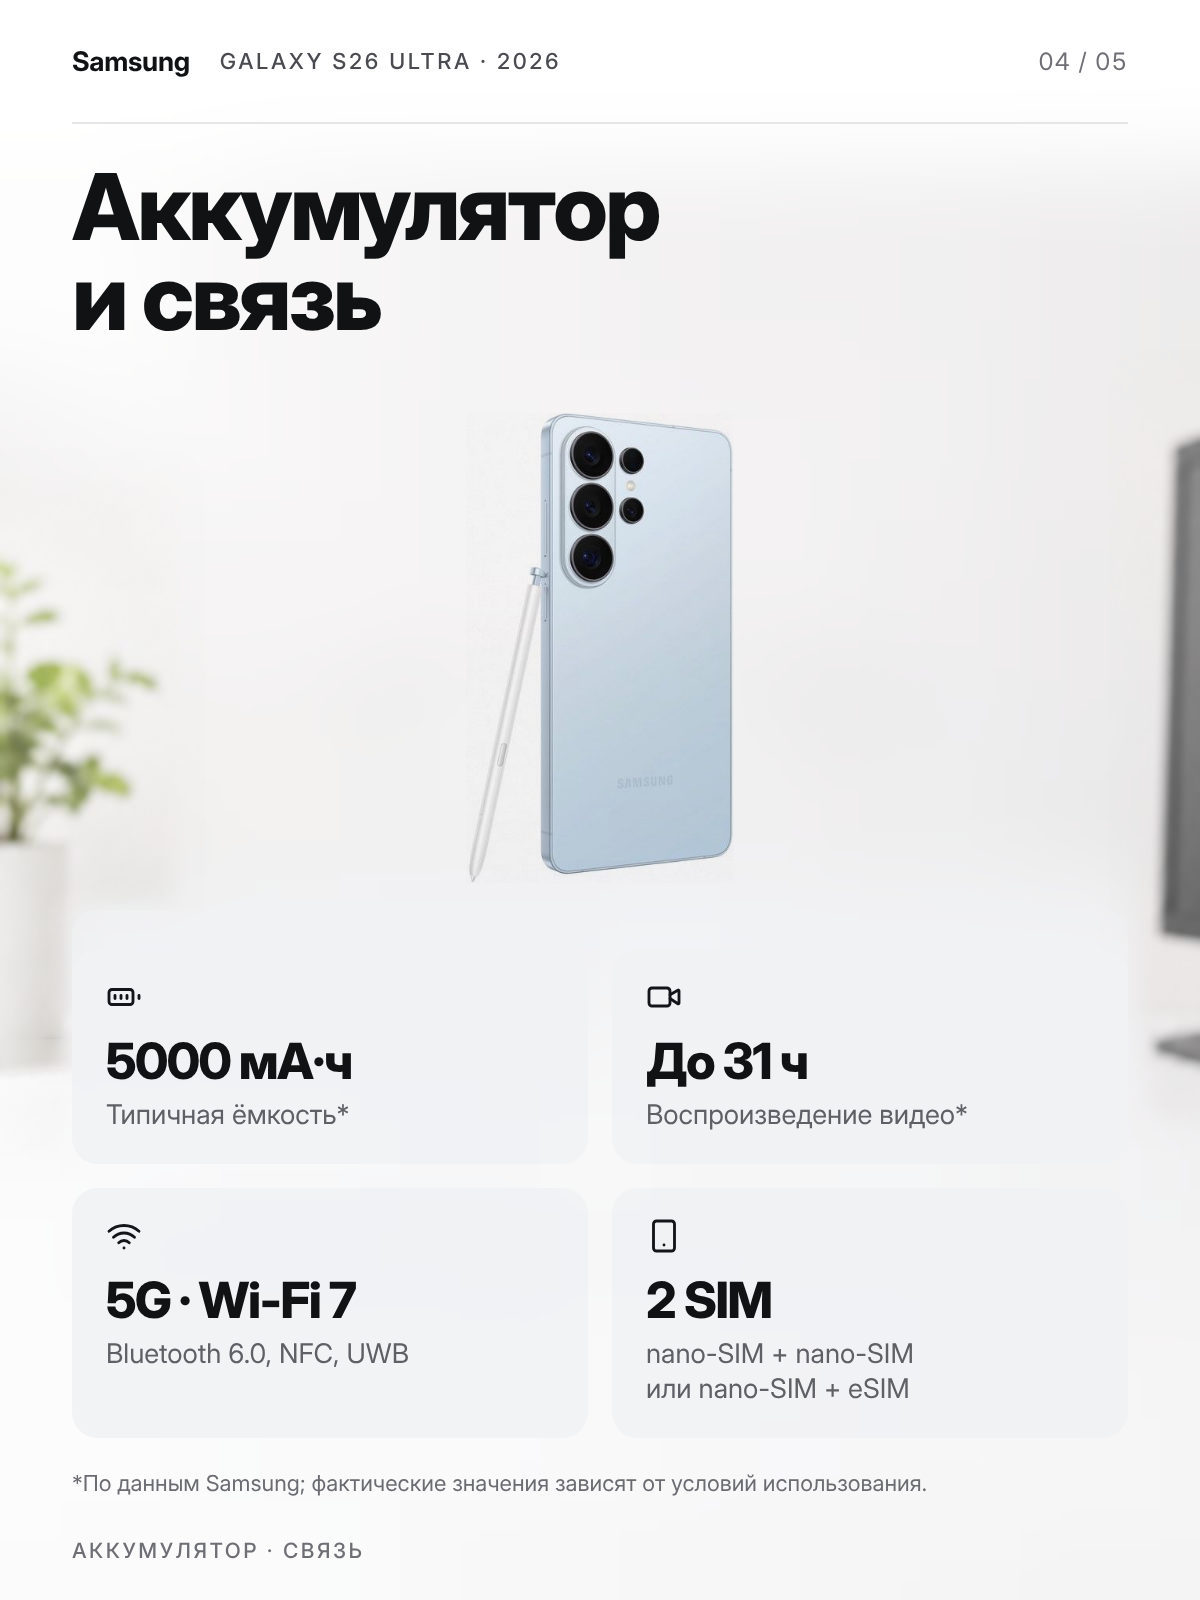 Samsung GALAXY S26 ULTRA · 2026 04 / 05
Аккумулятор
и связь
SAMSUNG
5000 мА·ч
Типичная ёмкость*
До 31 ч
Воспроизведение видео*
5G · Wi-Fi 7
Bluetooth 6.0, NFC, UWB
2 SIM
nano-SIM + nano-SIM
или nano-SIM + eSIM
*По данным Samsung; фактические значения зависят от условий использования.
АККУМУЛЯТОР · СВЯЗЬ